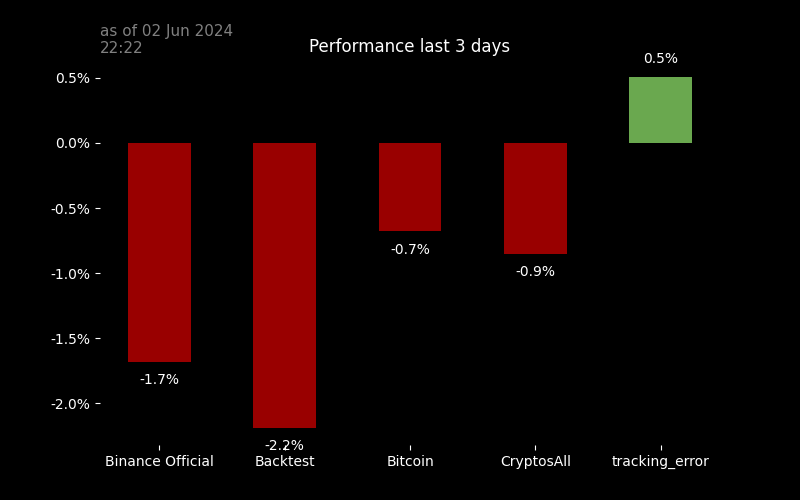 as of 02 Jun 2024
22:22
Performance last 3 days
0.5%
0.5%
0.0%
-0.5%
-1.0%
-1.5%
-2.0%
-0.7%
-0.9%
-1.7%
-2.2%
Binance Official
Backtest
Bitcoin
CryptosAll
tracking_error